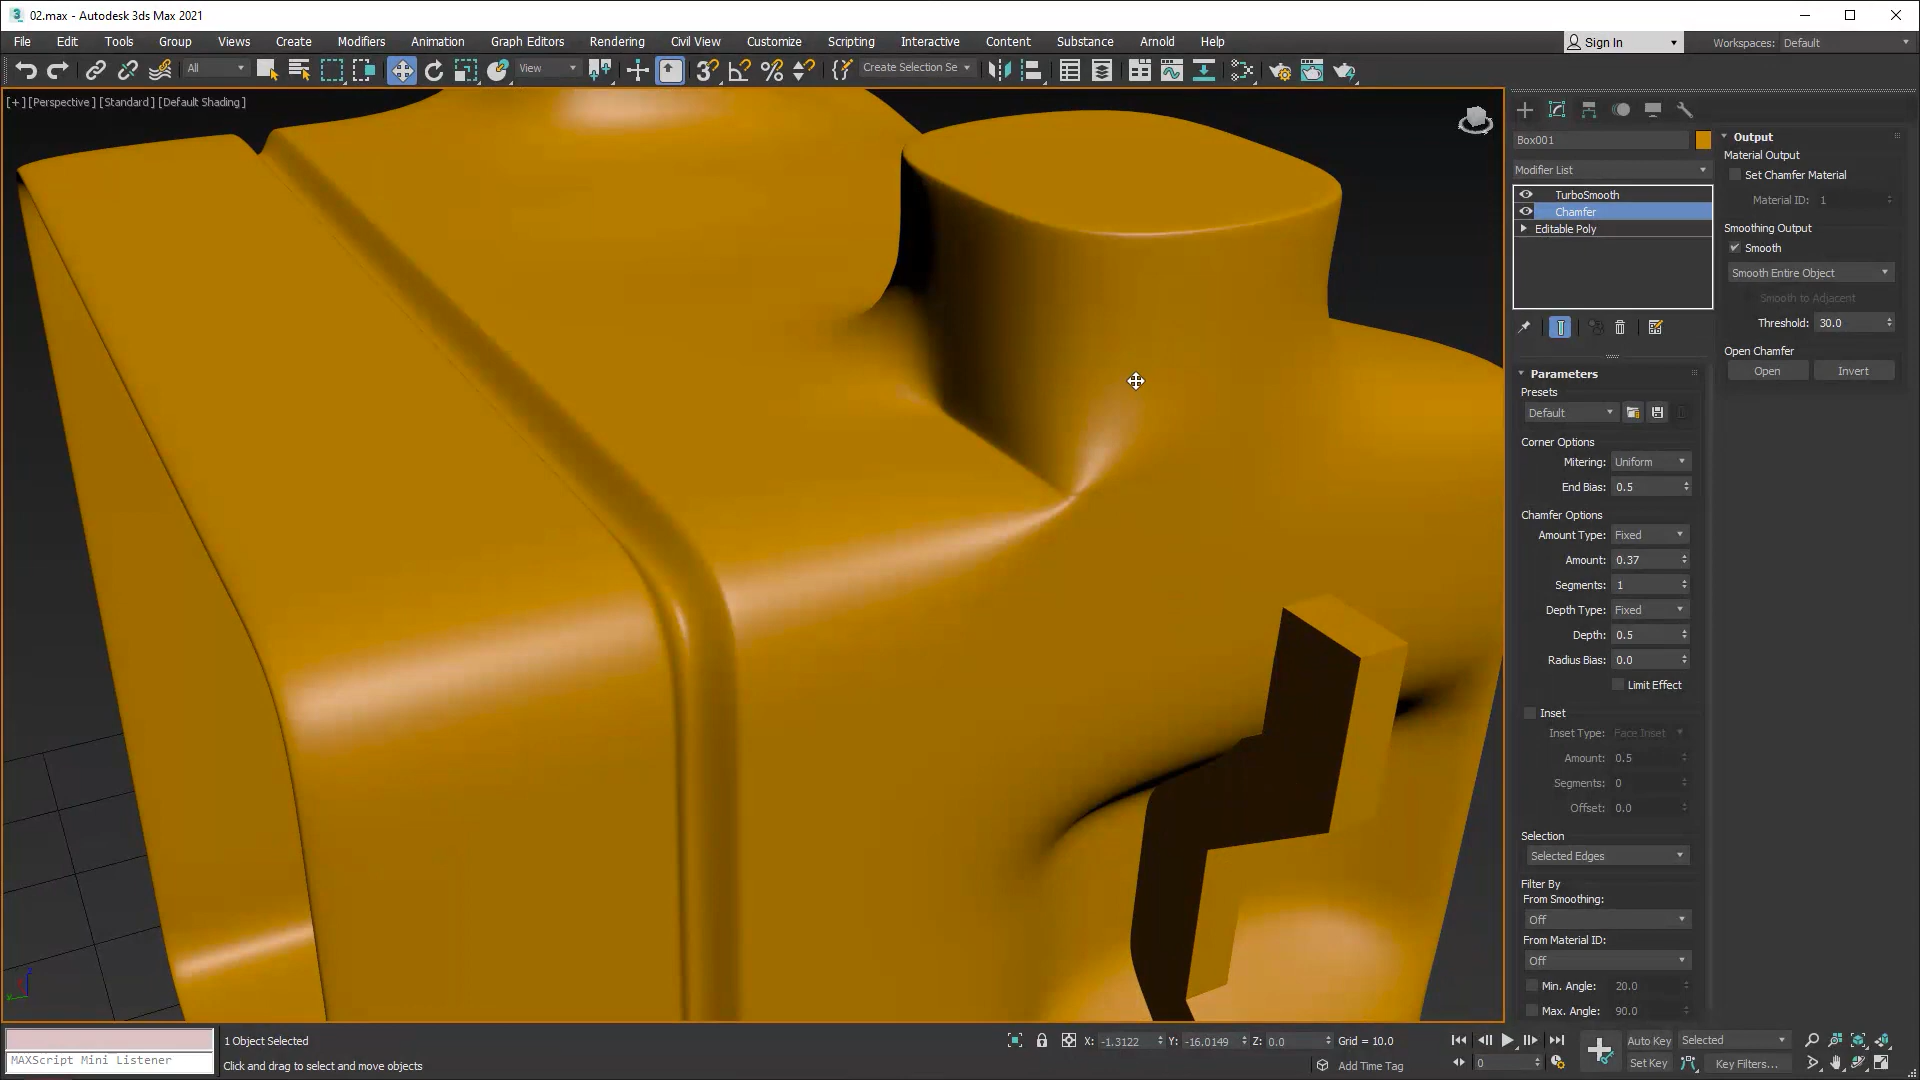 02.max - Autodesk 3ds Max 2021
File Edit Tools Group Views Create Modifiers Animation Graph Editors Rendering Civil View Customize Scripting Interactive Content Substance Arnold Help
Sign In
Workspaces: Default
All
View
Create Selection Se
[+] [Perspective] [Standard] [Default Shading]
Box001
Modifier List
TurboSmooth
Chamfer
Editable Poly
Parameters
Presets
Default
Corner Options
Mitering: Uniform
End Bias: 0.5
Chamfer Options
Amount Type: Fixed
Amount: 0.37
Segments: 1
Depth Type: Fixed
Depth: 0.5
Radius Bias: 0.0
Limit Effect
Inset
Inset Type: Face Inset
Amount: 0.5
Segments: 0
Offset: 0.0
Selection
Selected Edges
Filter By
From Smoothing:
Off
From Material ID:
Off
Min. Angle: 20.0
Max. Angle: 90.0
Output
Material Output
Set Chamfer Material
Material ID: 1
Smoothing Output
Smooth
Smooth Entire Object
Smooth to Adjacent
Threshold: 30.0
Open Chamfer
Open Invert
MAXScript Mini Listener
1 Object Selected
Click and drag to select and move objects
X: -1.3122 Y: -16.0149 Z: 0.0 Grid = 10.0
Add Time Tag
0
Auto Key Selected
Set Key Key Filters...